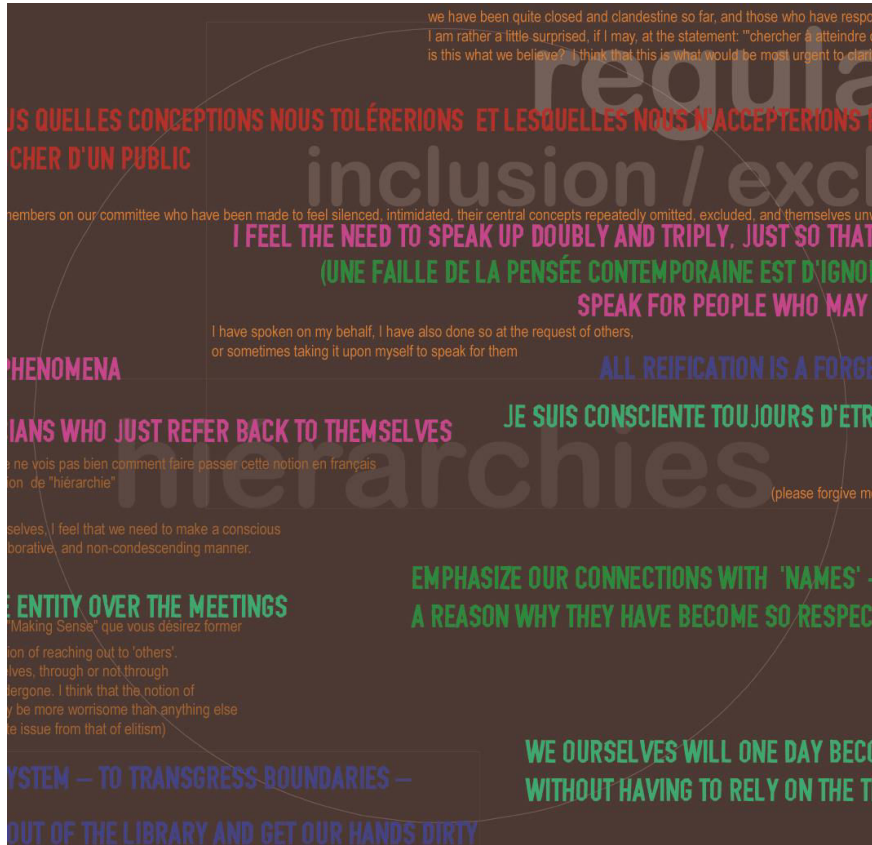 we have been quite closed and clandestine so far, and those who have
I am rather a little surprised, if I may, at the statement: '"chercher à atteindre
is this what we believe? I think that this is what would be most urgent to
QUELLES CONCEPTIONS NOUS TOLÉRERIONS ET LESQUELLES NOUS N'ACCEPTERIONS
CHER D'UN PUBLIC
inclusion /
members on our committee who have been made to feel silenced, intimidated, their central concepts repeatedly omitted, excluded, and themselves
I FEEL THE NEED TO SPEAK UP DOUBLY AND TRIPLY, JUST SO THAT
(UNE FAILLE DE LA PENSÉE CONTEMPORAINE EST
SPEAK FOR PEOPLE WHO MAY
I have spoken on my behalf, I have also done so at the request of others,
or sometimes taking it upon myself to speak for them
PHENOMENA
ALL REIFICATION IS A
JE SUIS CONSCIENTE TOUJOURS
IANS WHO JUST REFER BACK TO THEMSELVES
hierarchies
ne vois pas bien comment faire passer cette notion en français
de "hiérarchie"
(please forgive
selves, I feel that we need to make a conscious
borative, and non-condescending manner.
EMPHASIZE OUR CONNECTIONS WITH 'NAMES' -
ENTITY OVER THE MEETINGS
A REASON WHY THEY HAVE BECOME SO
"Making Sense" que vous désirez former
ion of reaching out to 'others'.
lves, through or not through
dergone. I think that the notion of
be more worrisome than anything else
te issue from that of elitism)
WE OURSELVES WILL ONE DAY
YSTEM – TO TRANSGRESS BOUNDARIES –
WITHOUT HAVING TO RELY ON THE
OUT OF THE LIBRARY AND GET OUR HANDS DIRTY